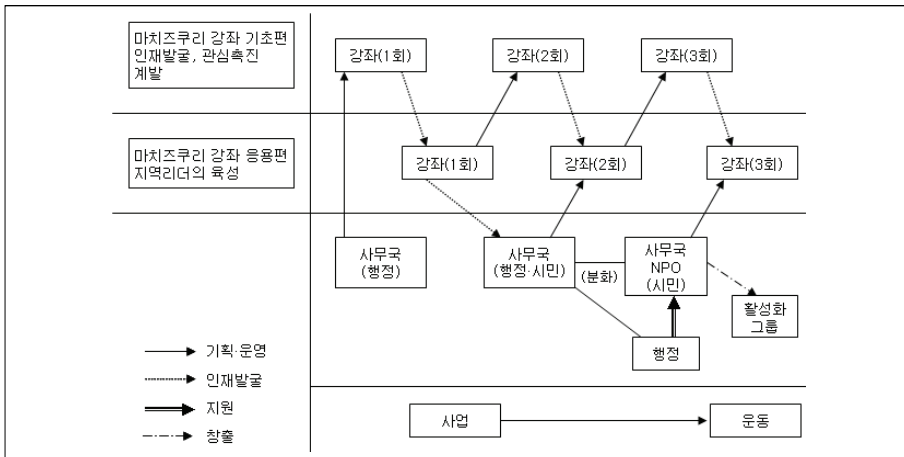 마치즈쿠리 강좌 기초편
인재발굴, 관심촉진
계발
강좌(1회)
강좌(2회)
강좌(3회)
마치즈쿠리 강좌 응용편
지역리더의 육성
강좌(1회)
강좌(2회)
강좌(3회)
사무국
(행정)
사무국
(행정·시민)
(분화)
사무국
NPO
(시민)
활성화
그룹
행정
기획·운영
인재발굴
지원
창출
사업
운동